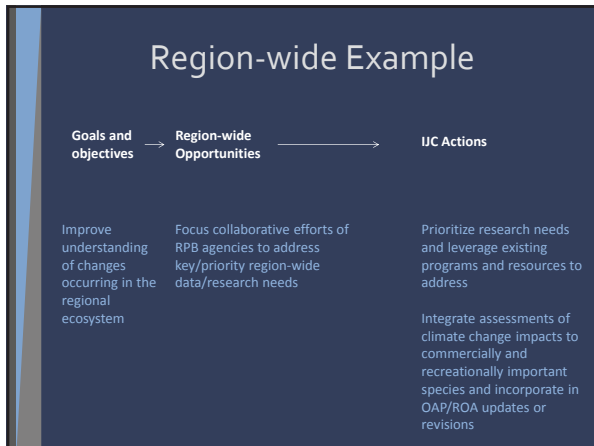 Region-wide Example
Goals and
objectives
Region-wide
Opportunities
IJC Actions
Improve
understanding
of changes
occurring in the
regional
ecosystem
Focus collaborative efforts of
RPB agencies to address
key/priority region-wide
data/research needs
Prioritize research needs
and leverage existing
programs and resources to
address
Integrate assessments of
climate change impacts to
commercially and
recreationally important
species and incorporate in
OAP/ROA updates or
revisions